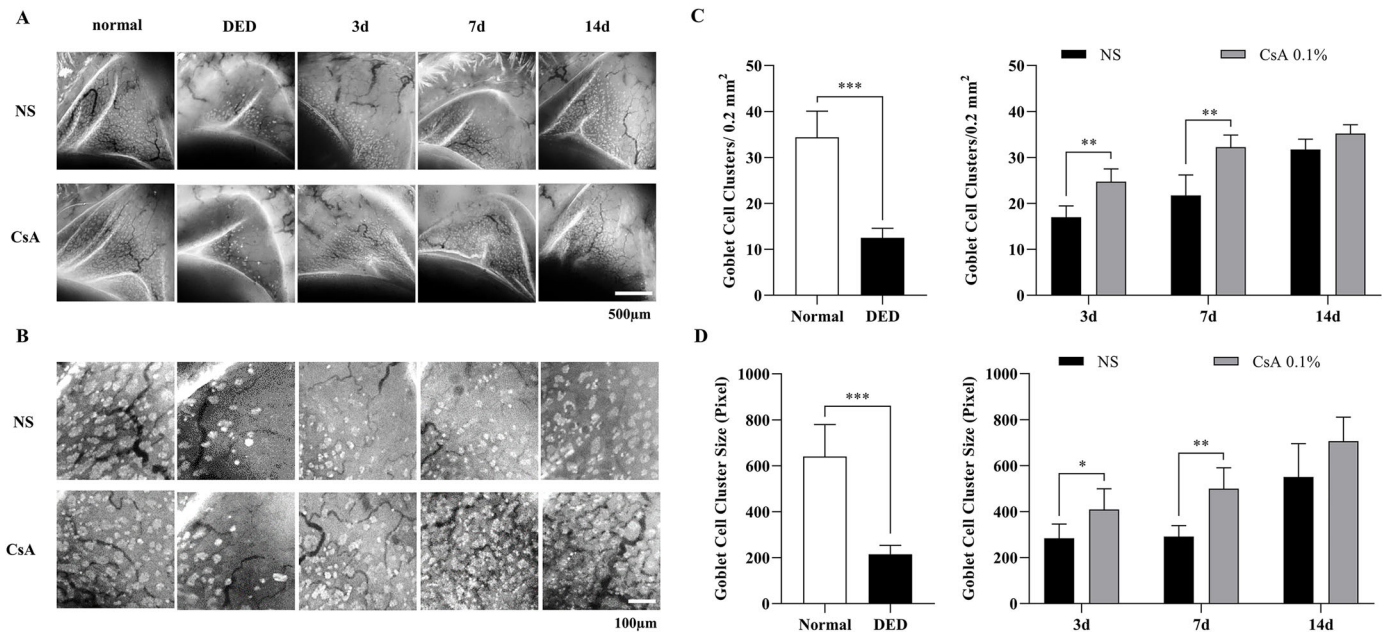 A
normal DED 3d 7d 14d
NS
CsA
500µm
B
NS
CsA
100µm
C
Goblet Cell Clusters/ 0.2 mm²
50
40
30
20
10
0
***
Normal DED
NS CsA 0.1%
Goblet Cell Clusters/0.2 mm²
50
40
30
20
10
0
** **
3d 7d 14d
D
Goblet Cell Cluster Size (Pixel)
1000
800
600
400
200
0
***
Normal DED
NS CsA 0.1%
Goblet Cell Cluster Size (Pixel)
1000
800
600
400
200
0
* **
3d 7d 14d